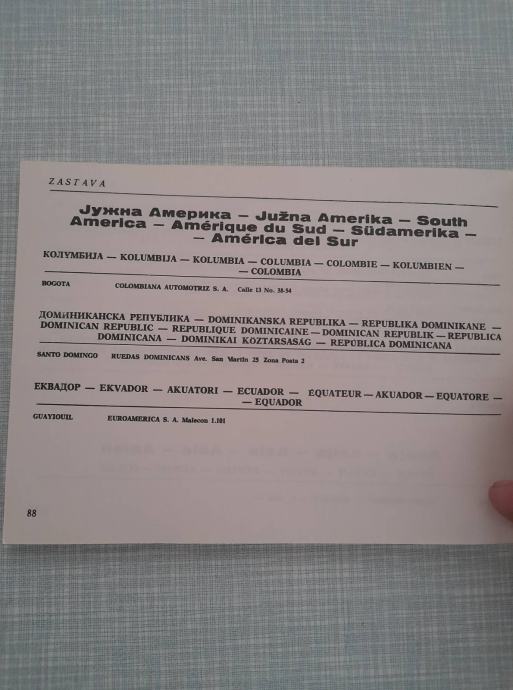 ZASTAVA
Јужна Америка — Južna Amerika — South
America — Amérique du Sud — Südamerika —
— América del Sur
КОЛУМБИЈА — KOLUMBIJA — KOLUMBIA — COLUMBIA — COLOMBIE — KOLUMBIEN —
— COLOMBIA
BOGOTA COLOMBIANA AUTOMOTRIZ S. A. Calle 13 No. 38-54
ДОМИНИКАНСКА РЕПУБЛИКА — DOMINIKANSKA REPUBLIKA — REPUBLIKA DOMINIKANE —
DOMINICAN REPUBLIC — REPUBLIQUE DOMINICAINE — DOMINICAN REPUBLIK — REPUBLICA
DOMINICANA — DOMINIKAI KOZTARSASÁG — REPÚBLICA DOMINICANA
SANTO DOMINGO RUEDAS DOMINICANS Ave. San Martin 25 Zona Posta 2
ЕКВАДОР — EKVADOR — AKUATORI — ECUADOR — ÉQUATEUR — AKUADOR — EQUATORE —
— EQUADOR
GUAYIOUIL EUROAMERICA S. A. Malecon 1.101
88